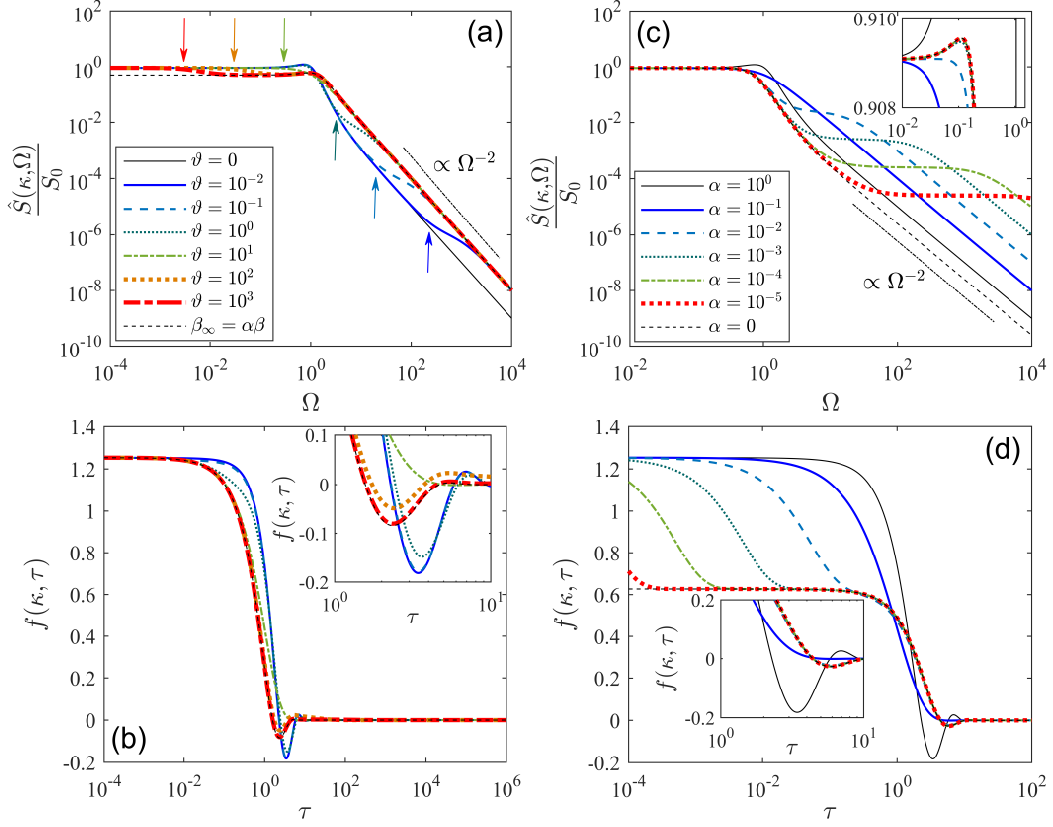 (a)
10^2
10^0
10^-2
10^-4
10^-6
10^-8
10^-10
Ŝ(κ,Ω)
S_0
∝ Ω^-2
ϑ = 0
ϑ = 10^-2
ϑ = 10^-1
ϑ = 10^0
ϑ = 10^1
ϑ = 10^2
ϑ = 10^3
β_∞ = αβ
10^-4
10^-2
10^0
10^2
10^4
Ω
(c)
10^2
10^0
10^-2
10^-4
10^-6
10^-8
10^-10
Ŝ(κ,Ω)
S_0
0.910
0.908
10^-2
10^-1
10^0
∝ Ω^-2
α = 10^0
α = 10^-1
α = 10^-2
α = 10^-3
α = 10^-4
α = 10^-5
α = 0
10^-4
10^-2
10^0
10^2
10^4
Ω
(b)
1.4
1.2
1
0.8
0.6
0.4
0.2
0
-0.2
f(κ, τ)
0.1
0
-0.1
-0.2
f(κ, τ)
10^0
10^1
τ
10^-4
10^-2
10^0
10^2
10^4
10^6
τ
(d)
1.4
1.2
1
0.8
0.6
0.4
0.2
0
-0.2
f(κ, τ)
0.2
0
-0.2
f(κ, τ)
10^0
10^1
τ
10^-4
10^-2
10^0
10^2
τ